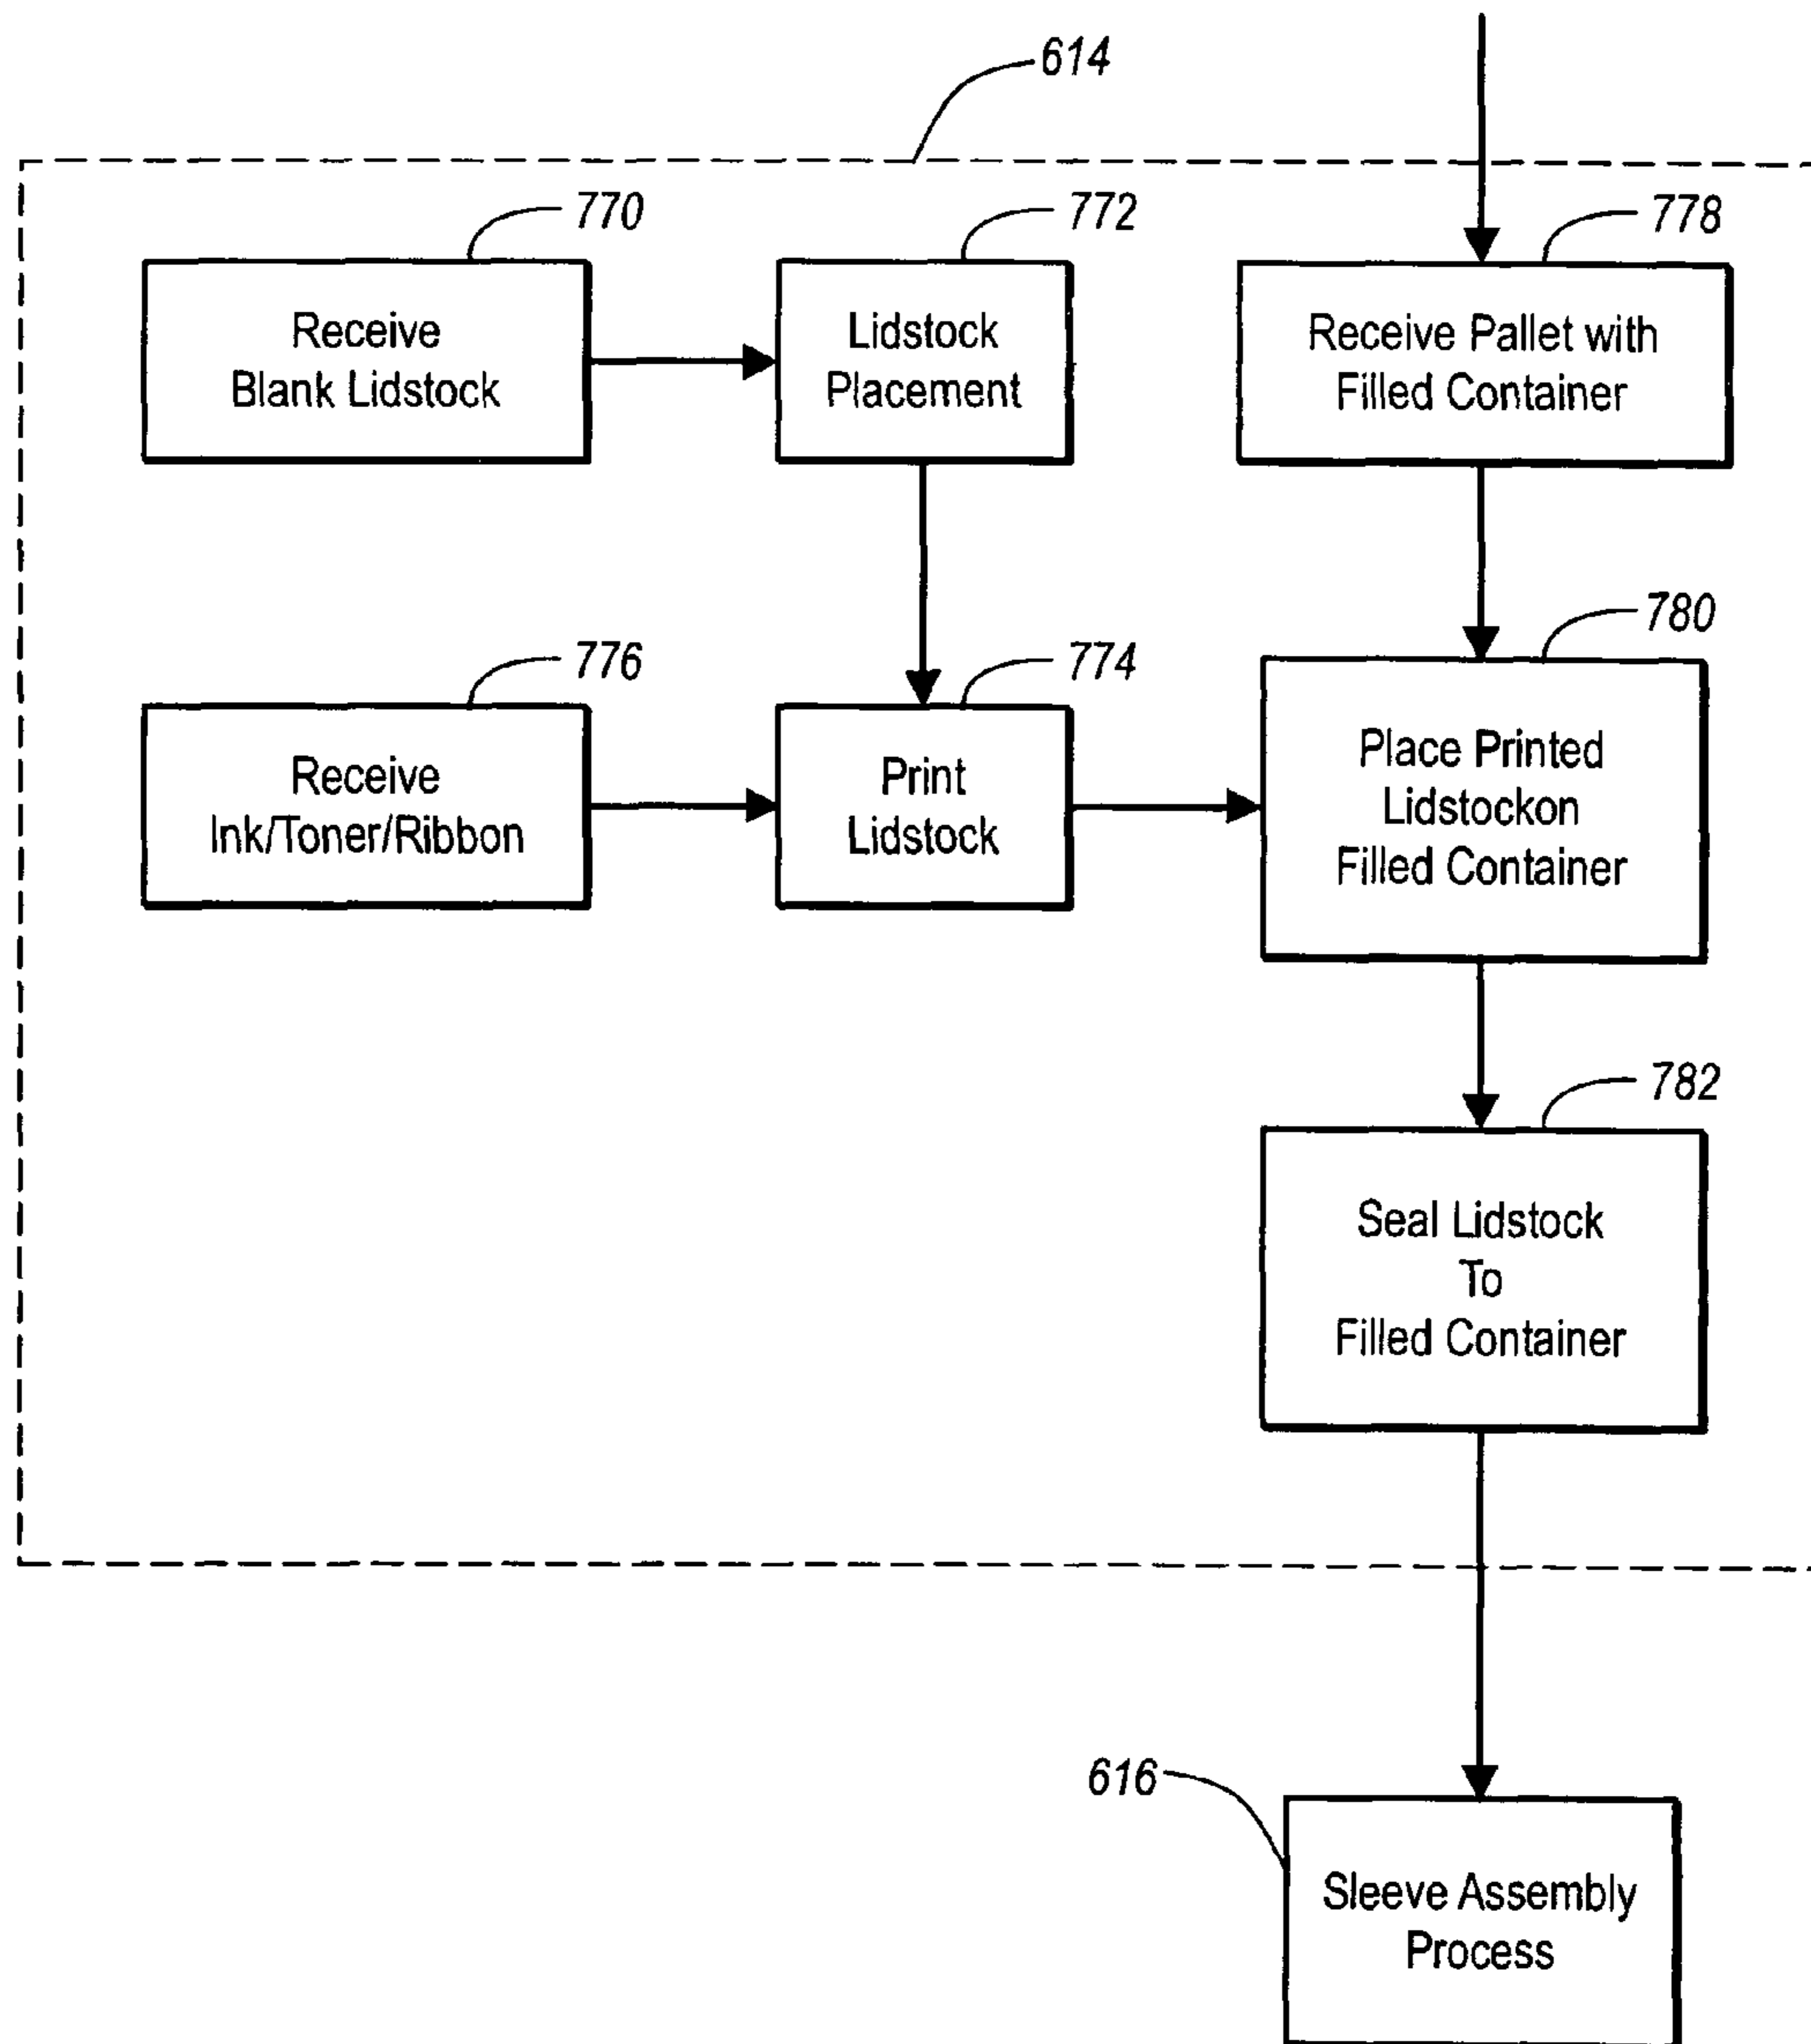 614
770
Receive
Blank Lidstock
772
Lidstock
Placement
778
Receive Pallet with
Filled Container
776
Receive
Ink/Toner/Ribbon
774
Print
Lidstock
780
Place Printed
Lidstockon
Filled Container
782
Seal Lidstock
To
Filled Container
616
Sleeve Assembly
Process